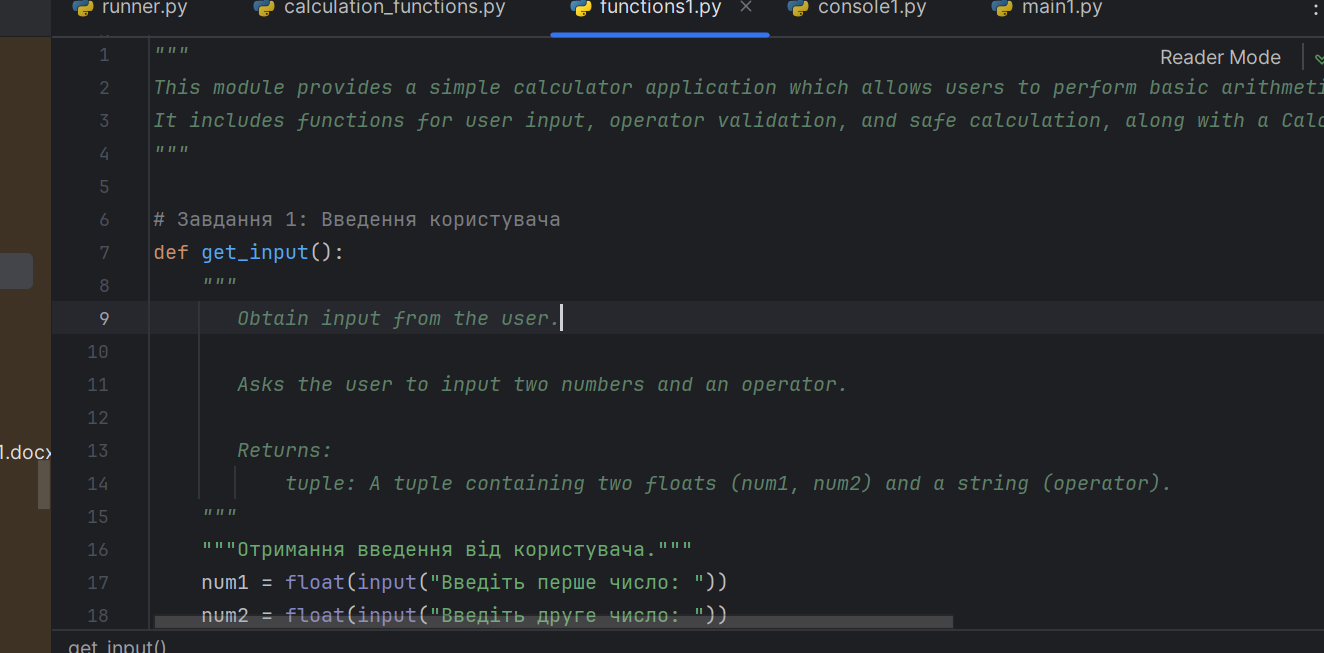 runner.py calculation_functions.py functions1.py console1.py main1.py
Reader Mode
1 """
2 This module provides a simple calculator application which allows users to perform basic arithmeti
3 It includes functions for user input, operator validation, and safe calculation, along with a Calc
4 """
5
6 # Завдання 1: Введення користувача
7 def get_input():
8 """
9 Obtain input from the user.
10
11 Asks the user to input two numbers and an operator.
12
13 Returns:
14 tuple: A tuple containing two floats (num1, num2) and a string (operator).
15 """
16 """Отримання введення від користувача."""
17 num1 = float(input("Введіть перше число: "))
18 num2 = float(input("Введіть друге число: "))
1.docx
get_input()